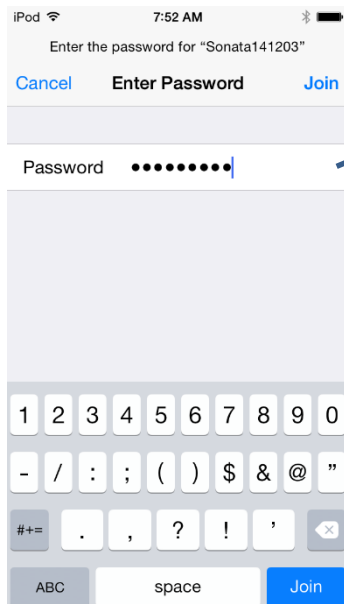 iPod 7:52 AM
Enter the password for “Sonata141203”
Cancel Enter Password Join
Password •••••••••
1 2 3 4 5 6 7 8 9 0
- / : ; ( ) $ & @ ”
#+= . , ? ! ’
ABC space Join